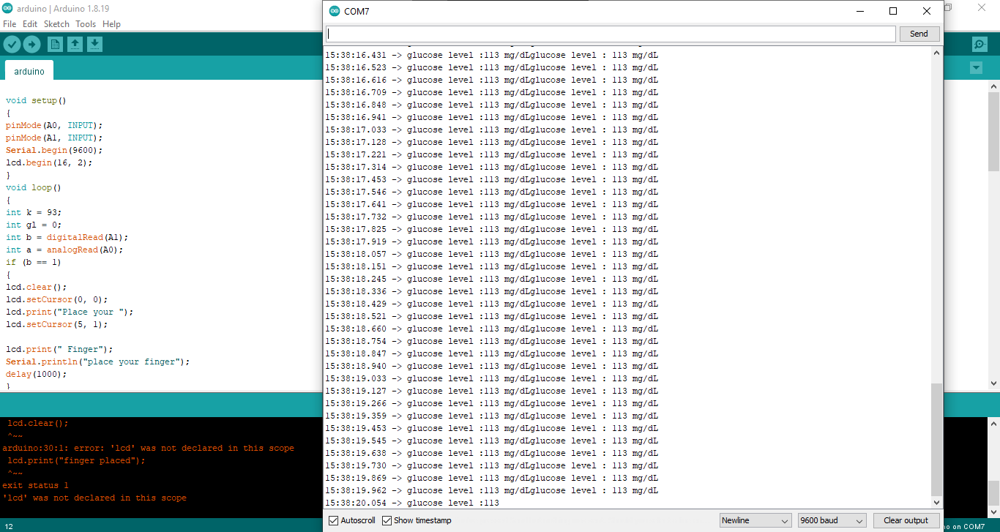 arduino | Arduino 1.8.19
File Edit Sketch Tools Help
arduino
void setup()
{
pinMode(A0, INPUT);
pinMode(A1, INPUT);
Serial.begin(9600);
lcd.begin(16, 2);
}
void loop()
{
int k = 93;
int gl = 0;
int b = digitalRead(A1);
int a = analogRead(A0);
if (b == 1)
{
lcd.clear();
lcd.setCursor(0, 0);
lcd.print("Place your ");
lcd.setCursor(5, 1);
lcd.print(" Finger");
Serial.println("place your finger");
delay(1000);
}
lcd.clear();
^~~
arduino:30:1: error: 'lcd' was not declared in this scope
lcd.print("finger placed");
^~~
exit status 1
'lcd' was not declared in this scope
12
COM7
Send
15:38:16.431 -> glucose level :113 mg/dLglucose level : 113 mg/dL
15:38:16.523 -> glucose level :113 mg/dLglucose level : 113 mg/dL
15:38:16.616 -> glucose level :113 mg/dLglucose level : 113 mg/dL
15:38:16.709 -> glucose level :113 mg/dLglucose level : 113 mg/dL
15:38:16.848 -> glucose level :113 mg/dLglucose level : 113 mg/dL
15:38:16.941 -> glucose level :113 mg/dLglucose level : 113 mg/dL
15:38:17.033 -> glucose level :113 mg/dLglucose level : 113 mg/dL
15:38:17.128 -> glucose level :113 mg/dLglucose level : 113 mg/dL
15:38:17.221 -> glucose level :113 mg/dLglucose level : 113 mg/dL
15:38:17.314 -> glucose level :113 mg/dLglucose level : 113 mg/dL
15:38:17.453 -> glucose level :113 mg/dLglucose level : 113 mg/dL
15:38:17.546 -> glucose level :113 mg/dLglucose level : 113 mg/dL
15:38:17.641 -> glucose level :113 mg/dLglucose level : 113 mg/dL
15:38:17.732 -> glucose level :113 mg/dLglucose level : 113 mg/dL
15:38:17.825 -> glucose level :113 mg/dLglucose level : 113 mg/dL
15:38:17.919 -> glucose level :113 mg/dLglucose level : 113 mg/dL
15:38:18.057 -> glucose level :113 mg/dLglucose level : 113 mg/dL
15:38:18.151 -> glucose level :113 mg/dLglucose level : 113 mg/dL
15:38:18.245 -> glucose level :113 mg/dLglucose level : 113 mg/dL
15:38:18.336 -> glucose level :113 mg/dLglucose level : 113 mg/dL
15:38:18.429 -> glucose level :113 mg/dLglucose level : 113 mg/dL
15:38:18.521 -> glucose level :113 mg/dLglucose level : 113 mg/dL
15:38:18.660 -> glucose level :113 mg/dLglucose level : 113 mg/dL
15:38:18.754 -> glucose level :113 mg/dLglucose level : 113 mg/dL
15:38:18.847 -> glucose level :113 mg/dLglucose level : 113 mg/dL
15:38:18.940 -> glucose level :113 mg/dLglucose level : 113 mg/dL
15:38:19.033 -> glucose level :113 mg/dLglucose level : 113 mg/dL
15:38:19.127 -> glucose level :113 mg/dLglucose level : 113 mg/dL
15:38:19.266 -> glucose level :113 mg/dLglucose level : 113 mg/dL
15:38:19.359 -> glucose level :113 mg/dLglucose level : 113 mg/dL
15:38:19.453 -> glucose level :113 mg/dLglucose level : 113 mg/dL
15:38:19.545 -> glucose level :113 mg/dLglucose level : 113 mg/dL
15:38:19.638 -> glucose level :113 mg/dLglucose level : 113 mg/dL
15:38:19.730 -> glucose level :113 mg/dLglucose level : 113 mg/dL
15:38:19.869 -> glucose level :113 mg/dLglucose level : 113 mg/dL
15:38:19.962 -> glucose level :113 mg/dLglucose level : 113 mg/dL
15:38:20.054 -> glucose level :113
Autoscroll Show timestamp Newline 9600 baud Clear output
on COM7